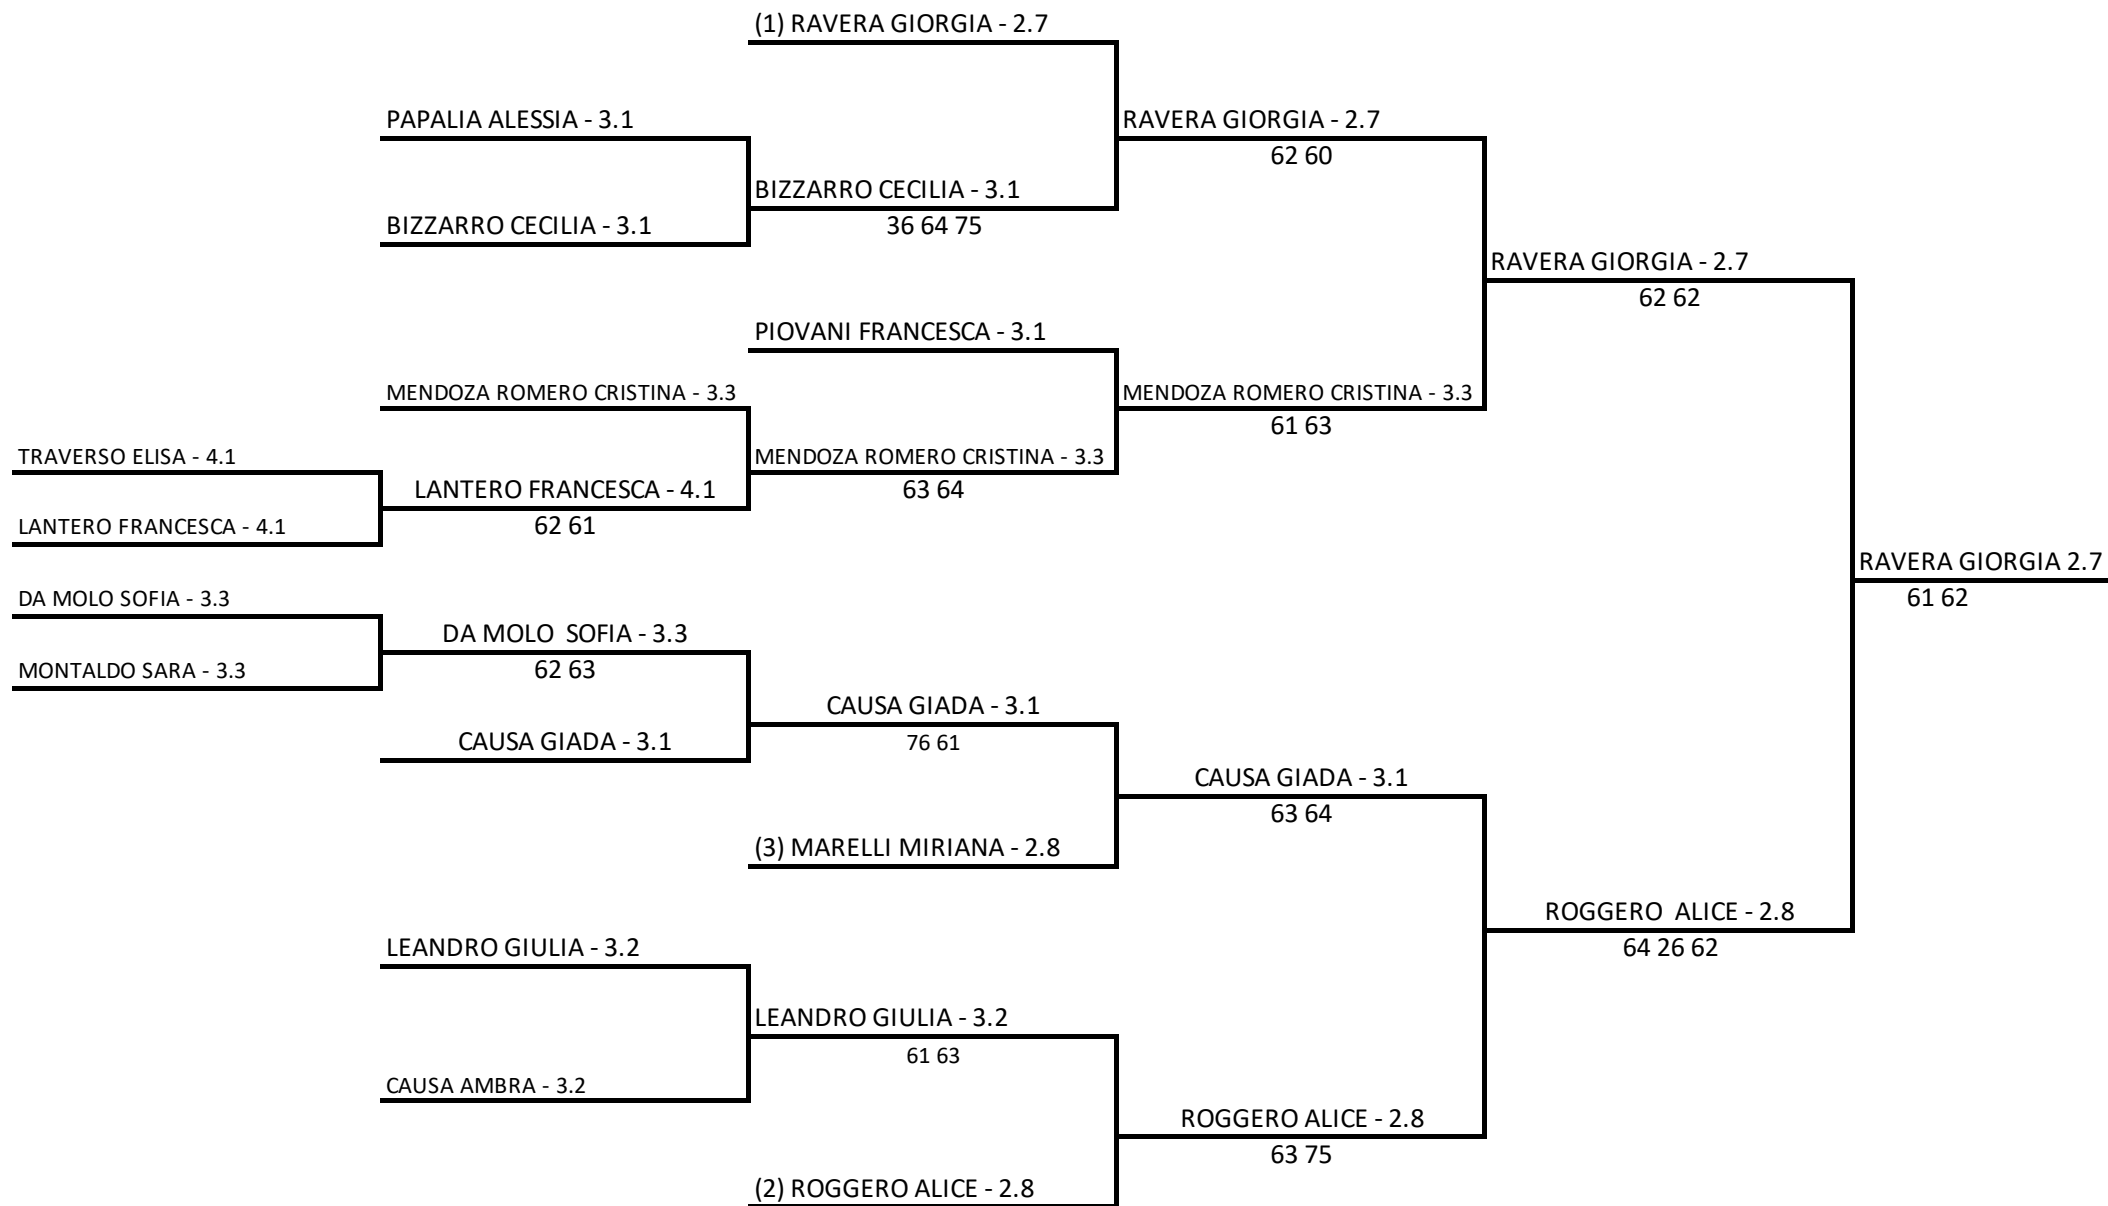 (1) RAVERA GIORGIA - 2.7
PAPALIA ALESSIA - 3.1
RAVERA GIORGIA - 2.7
62 60
BIZZARRO CECILIA - 3.1
36 64 75
BIZZARRO CECILIA - 3.1
RAVERA GIORGIA - 2.7
62 62
PIOVANI FRANCESCA - 3.1
MENDOZA ROMERO CRISTINA - 3.3
MENDOZA ROMERO CRISTINA - 3.3
61 63
TRAVERSO ELISA - 4.1
MENDOZA ROMERO CRISTINA - 3.3
63 64
LANTERO FRANCESCA - 4.1
62 61
LANTERO FRANCESCA - 4.1
RAVERA GIORGIA 2.7
61 62
DA MOLO SOFIA - 3.3
DA MOLO  SOFIA - 3.3
62 63
MONTALDO SARA - 3.3
CAUSA GIADA - 3.1
76 61
CAUSA GIADA - 3.1
CAUSA GIADA - 3.1
63 64
(3) MARELLI MIRIANA - 2.8
ROGGERO  ALICE - 2.8
64 26 62
LEANDRO GIULIA - 3.2
LEANDRO GIULIA - 3.2
61 63
CAUSA AMBRA - 3.2
ROGGERO ALICE - 2.8
63 75
(2) ROGGERO ALICE - 2.8